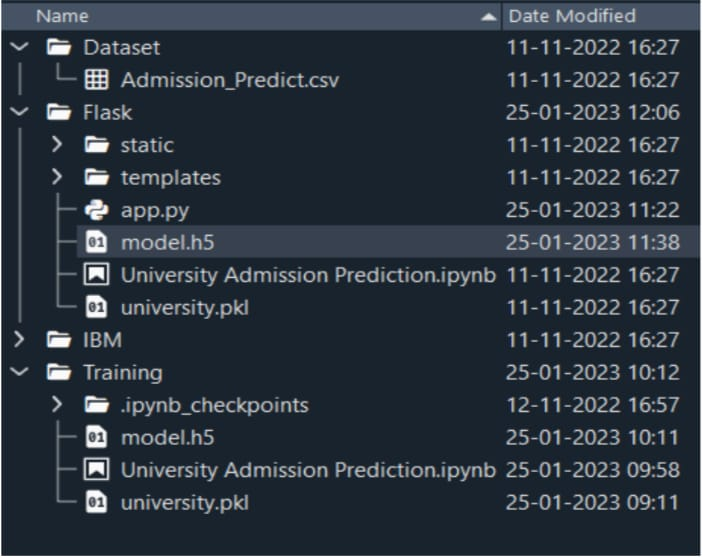 Name Date Modified
Dataset 11-11-2022 16:27
Admission_Predict.csv 11-11-2022 16:27
Flask 25-01-2023 12:06
static 11-11-2022 16:27
templates 11-11-2022 16:27
app.py 25-01-2023 11:22
01 model.h5 25-01-2023 11:38
University Admission Prediction.ipynb 11-11-2022 16:27
01 university.pkl 11-11-2022 16:27
IBM 11-11-2022 16:27
Training 25-01-2023 10:12
.ipynb_checkpoints 12-11-2022 16:57
01 model.h5 25-01-2023 10:11
University Admission Prediction.ipynb 25-01-2023 09:58
01 university.pkl 25-01-2023 09:11